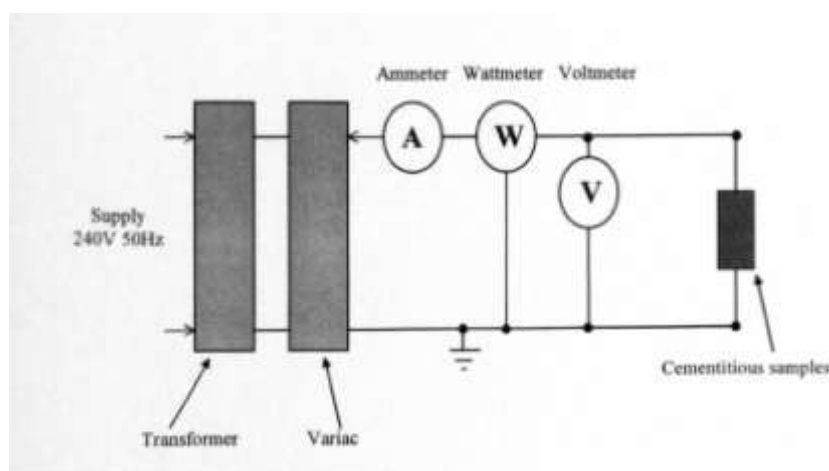 Ammeter Wattmeter Voltmeter
A
W
V
Supply
240V 50Hz
Cementitious samples
Transformer
Variac